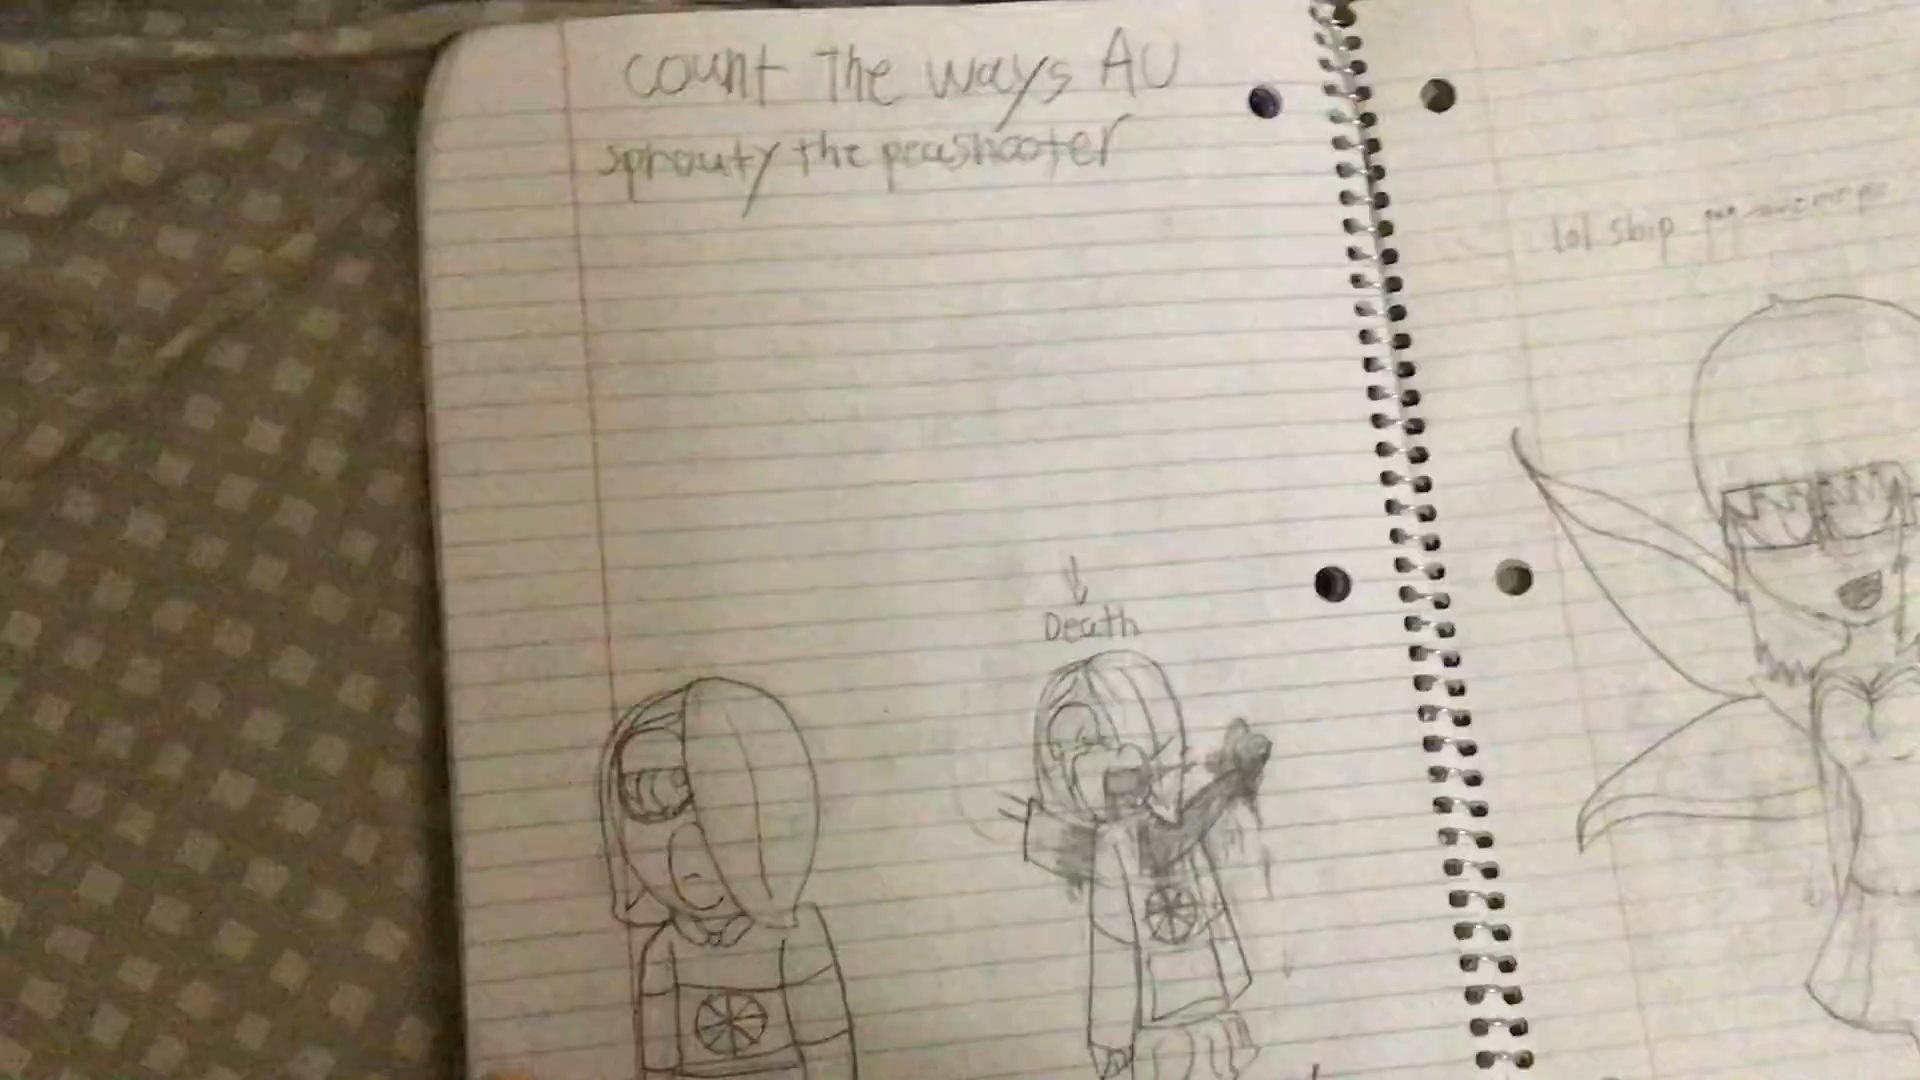 count The ways AU
sprouty the peashooter
Death
lol ship